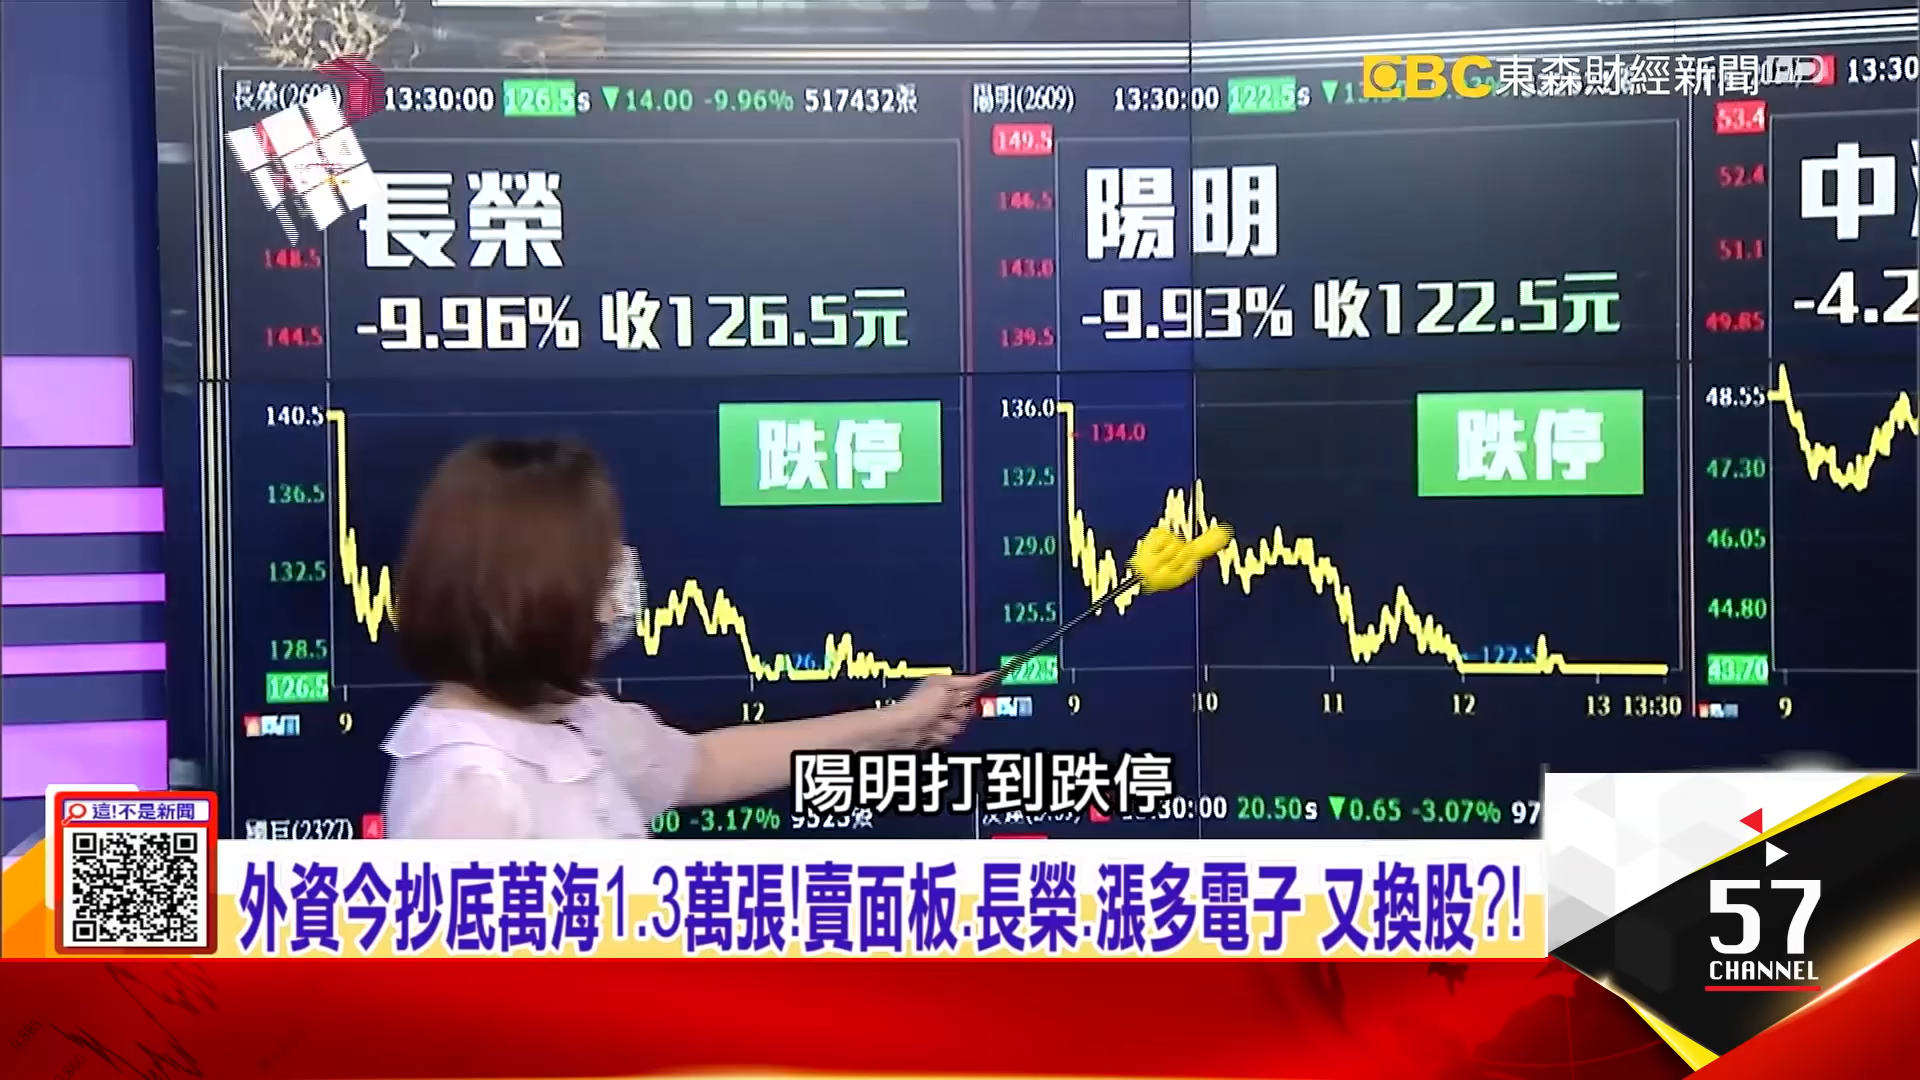 EBC 東森財經新聞
13:30:00 126.5s ▼14.00 -9.96% 517432張
陽明(2609) 13:30:00 122.5s
13:30
長榮
-9.96% 收126.5元
148.5
144.5
140.5
136.5
132.5
128.5
126.5
跌停
9
12
陽明
-9.93% 收122.5元
149.5
146.5
143.0
139.5
136.0
134.0
132.5
129.0
125.5
122.5
跌停
122.5
9 10 11 12 13 13:30
中
-4.2
53.4
52.4
51.1
49.85
48.55
47.30
46.05
44.80
43.70
9
國巨(2327)
-3.17%
30:00 20.50s ▼0.65 -3.07% 97
陽明打到跌停
這!不是新聞
外資今抄底萬海1.3萬張!賣面板.長榮.漲多電子 又換股?!
57
CHANNEL